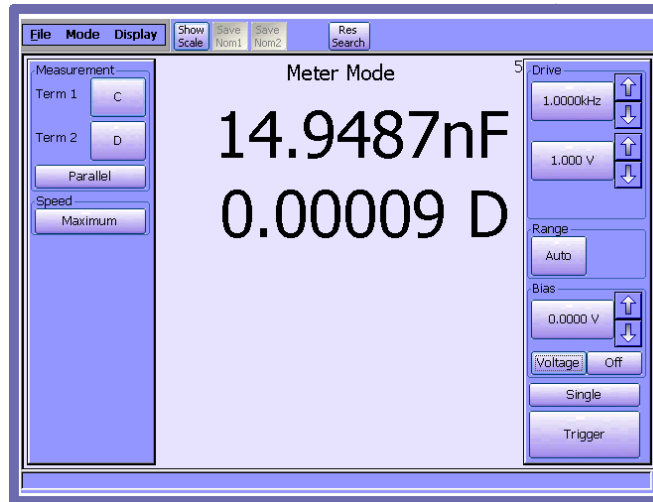 File Mode Display Show Scale Save Nom1 Save Nom2 Res Search
Measurement
Term 1 C
Term 2 D
Parallel
Speed
Maximum
Meter Mode
5
14.9487nF
0.00009 D
Drive
1.0000kHz
1.000 V
Range
Auto
Bias
0.0000 V
Voltage Off
Single
Trigger